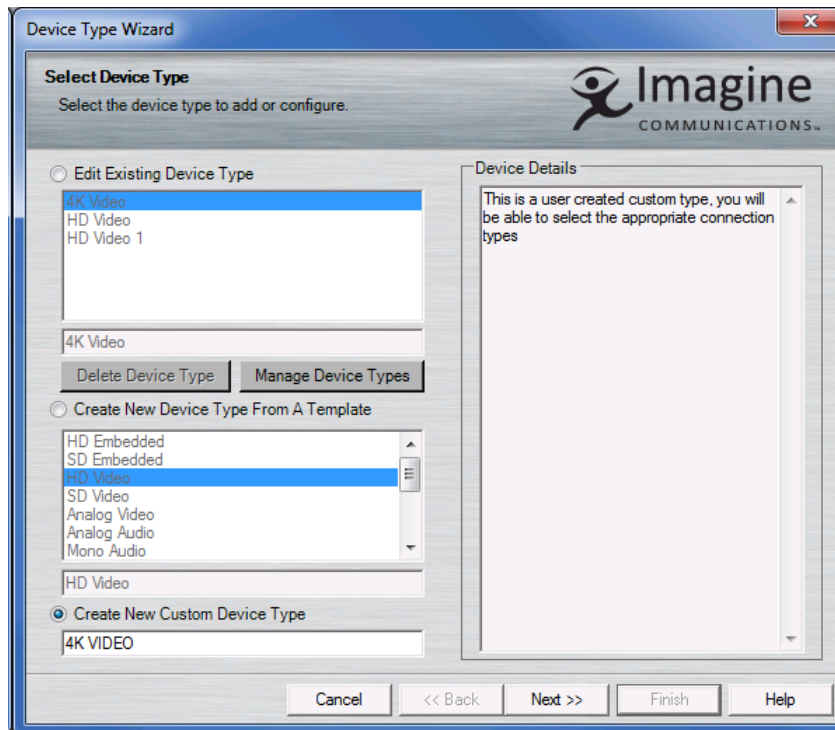 Device Type Wizard
Select Device Type
Select the device type to add or configure.
Imagine
COMMUNICATIONS™
Edit Existing Device Type
4K Video
HD Video
HD Video 1
4K Video
Delete Device Type
Manage Device Types
Create New Device Type From A Template
HD Embedded
SD Embedded
HD Video
SD Video
Analog Video
Analog Audio
Mono Audio
HD Video
Create New Custom Device Type
4K VIDEO
Device Details
This is a user created custom type, you will
be able to select the appropriate connection
types
Cancel
<< Back
Next >>
Finish
Help